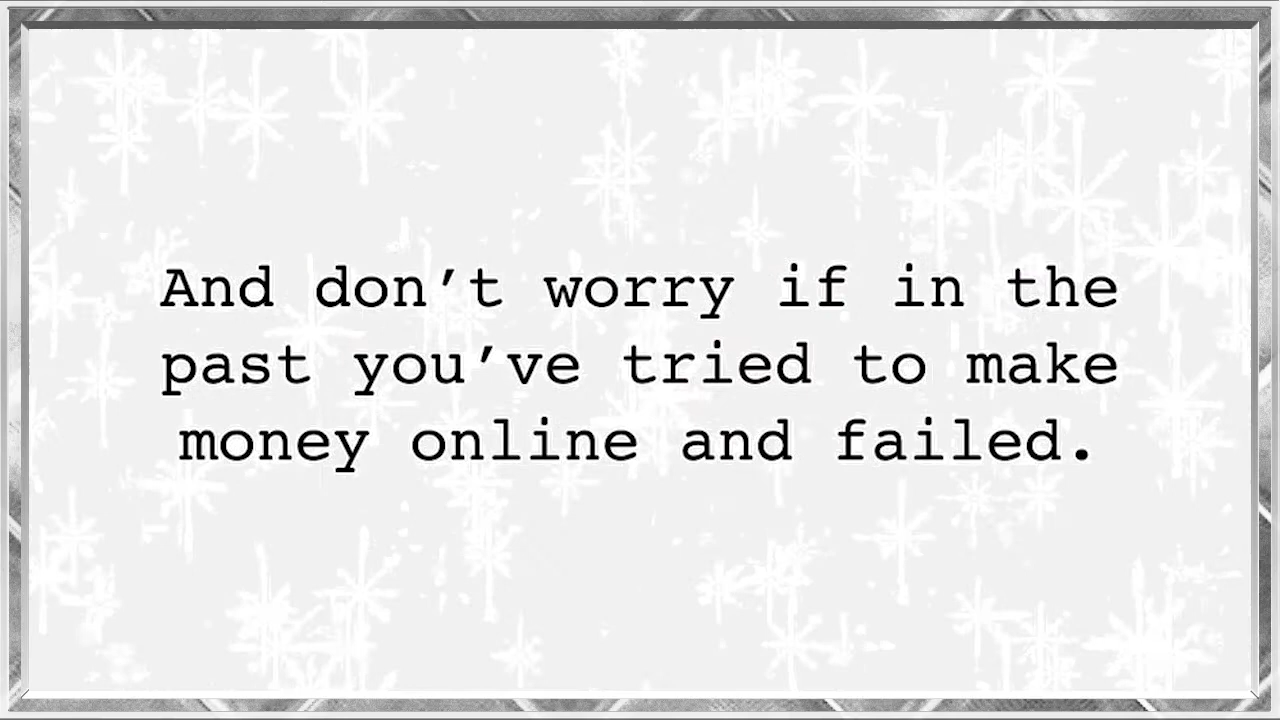 And don’t worry if in the
past you’ve tried to make
money online and failed.